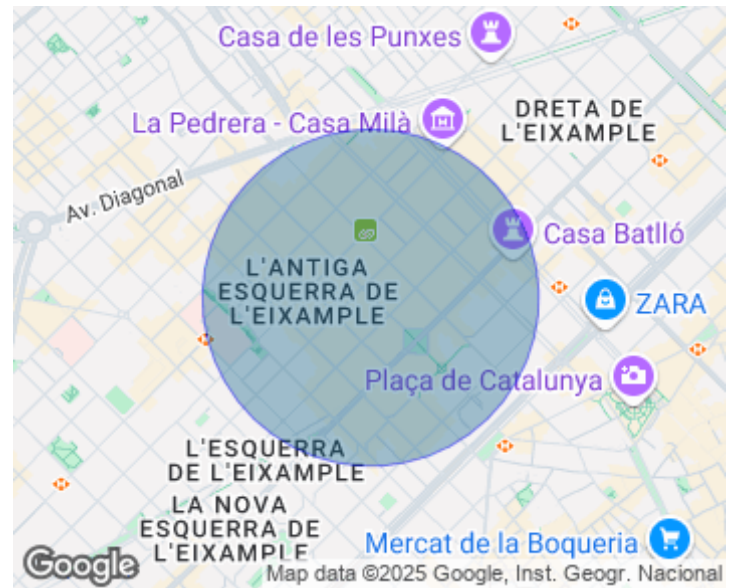 Casa de les Punxes
La Pedrera - Casa Milà
DRETA DE
L'EIXAMPLE
Av. Diagonal
Casa Batlló
L'ANTIGA
ESQUERRA DE
L'EIXAMPLE
ZARA
Plaça de Catalunya
L'ESQUERRA
DE L'EIXAMPLE
LA NOVA
ESQUERRA DE
L'EIXAMPLE
Mercat de la Boqueria
Google
Map data ©2025 Google, Inst. Geogr. Nacional